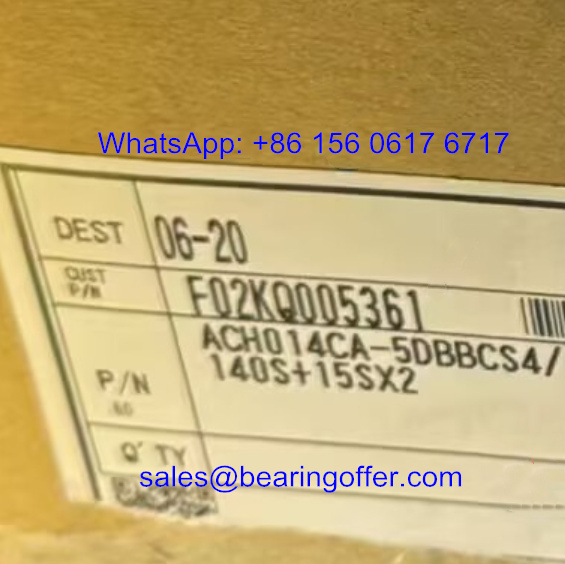 WhatsApp: +86 156 0617 6717
DEST 06-20
CUST P/N F02KQ005361
P/N ACH014CA-5DBBCS4/
140S+15SX2
Q'TY
sales@bearingoffer.com